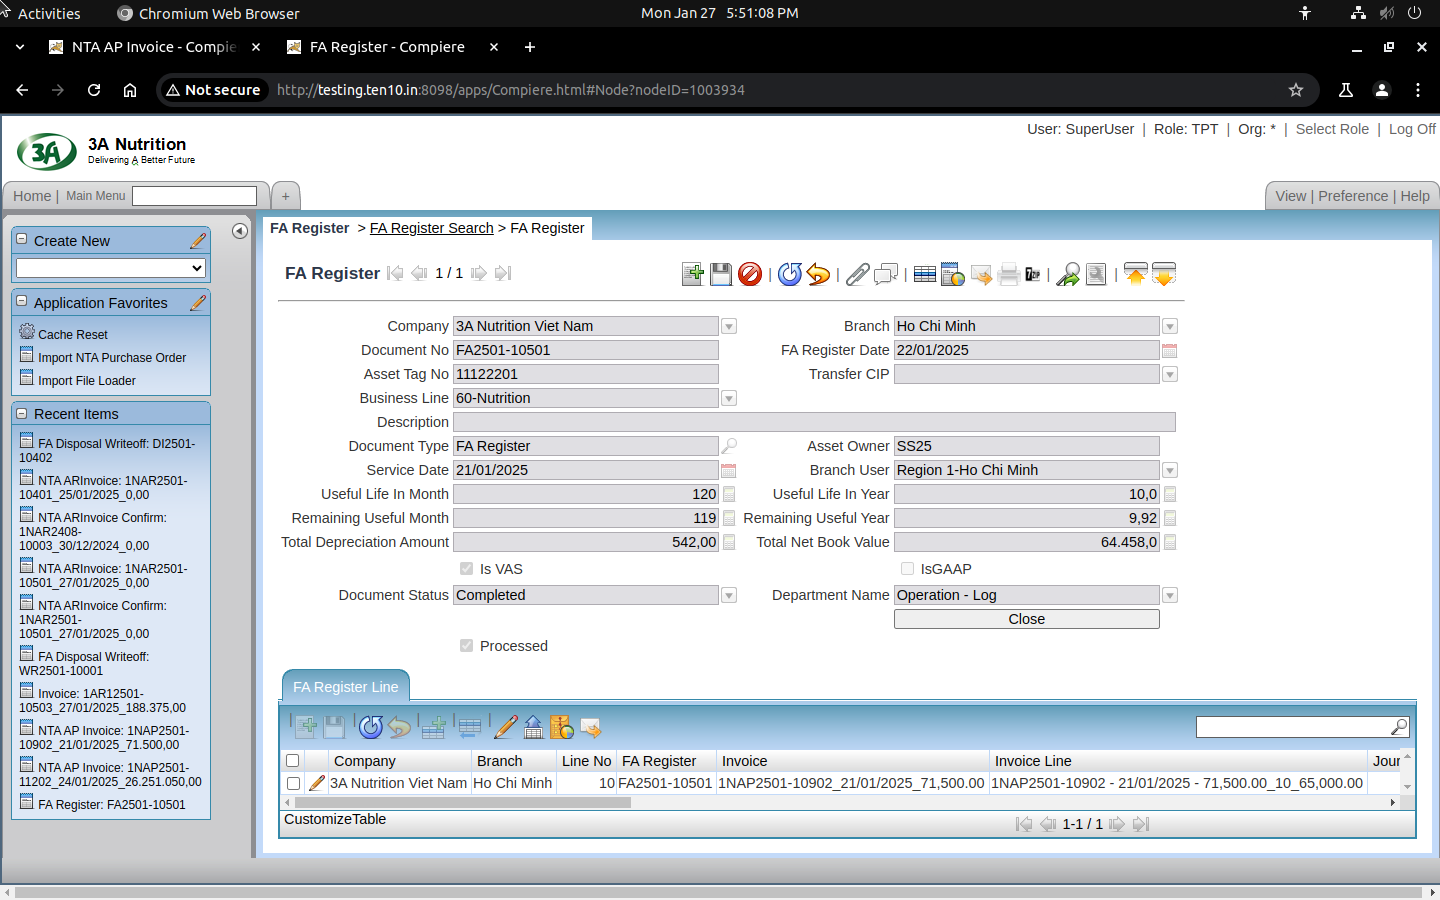 Activities
Chromium Web Browser
Mon Jan 27 5:51:08 PM
NTA AP Invoice - Compie
FA Register - Compiere
Not secure
http://testing.ten10.in:8098/apps/Compiere.html#Node?nodeID=1003934
User: SuperUser | Role: TPT | Org: * | Select Role | Log Off
3A
3A Nutrition
Delivering A Better Future
Home | Main Menu
+
View | Preference | Help
Create New
Application Favorites
Cache Reset
Import NTA Purchase Order
Import File Loader
Recent Items
FA Disposal Writeoff: DI2501-
10402
NTA ARInvoice: 1NAR2501-
10401_25/01/2025_0,00
NTA ARInvoice Confirm:
1NAR2408-
10003_30/12/2024_0,00
NTA ARInvoice: 1NAR2501-
10501_27/01/2025_0,00
NTA ARInvoice Confirm:
1NAR2501-
10501_27/01/2025_0,00
FA Disposal Writeoff:
WR2501-10001
Invoice: 1AR12501-
10503_27/01/2025_188.375,00
NTA AP Invoice: 1NAP2501-
10902_21/01/2025_71.500,00
NTA AP Invoice: 1NAP2501-
11202_24/01/2025_26.251.050,00
FA Register: FA2501-10501
FA Register > FA Register Search > FA Register
FA Register 1 / 1
Company 3A Nutrition Viet Nam
Branch Ho Chi Minh
Document No FA2501-10501
FA Register Date 22/01/2025
Asset Tag No 11122201
Transfer CIP
Business Line 60-Nutrition
Description
Document Type FA Register
Asset Owner SS25
Service Date 21/01/2025
Branch User Region 1-Ho Chi Minh
Useful Life In Month 120
Useful Life In Year 10,0
Remaining Useful Month 119
Remaining Useful Year 9,92
Total Depreciation Amount 542,00
Total Net Book Value 64.458,0
Is VAS
IsGAAP
Document Status Completed
Department Name Operation - Log
Close
Processed
FA Register Line
Company Branch Line No FA Register Invoice Invoice Line Jour
3A Nutrition Viet Nam Ho Chi Minh 10 FA2501-10501 1NAP2501-10902_21/01/2025_71,500.00 1NAP2501-10902 - 21/01/2025 - 71,500.00_10_65,000.00
CustomizeTable
1-1 / 1